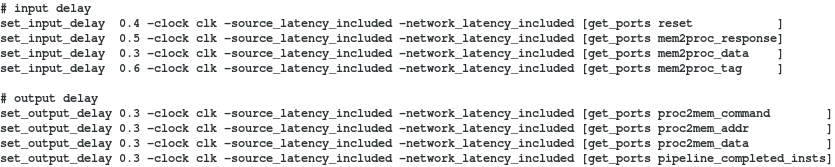 # input delay
set_input_delay  0.4 -clock clk -source_latency_included -network_latency_included [get_ports reset            ]
set_input_delay  0.5 -clock clk -source_latency_included -network_latency_included [get_ports mem2proc_response]
set_input_delay  0.3 -clock clk -source_latency_included -network_latency_included [get_ports mem2proc_data    ]
set_input_delay  0.6 -clock clk -source_latency_included -network_latency_included [get_ports mem2proc_tag     ]
# output delay
set_output_delay 0.3 -clock clk -source_latency_included -network_latency_included [get_ports proc2mem_command        ]
set_output_delay 0.3 -clock clk -source_latency_included -network_latency_included [get_ports proc2mem_addr           ]
set_output_delay 0.3 -clock clk -source_latency_included -network_latency_included [get_ports proc2mem_data           ]
set_output_delay 0.3 -clock clk -source_latency_included -network_latency_included [get_ports pipeline_completed_insts]